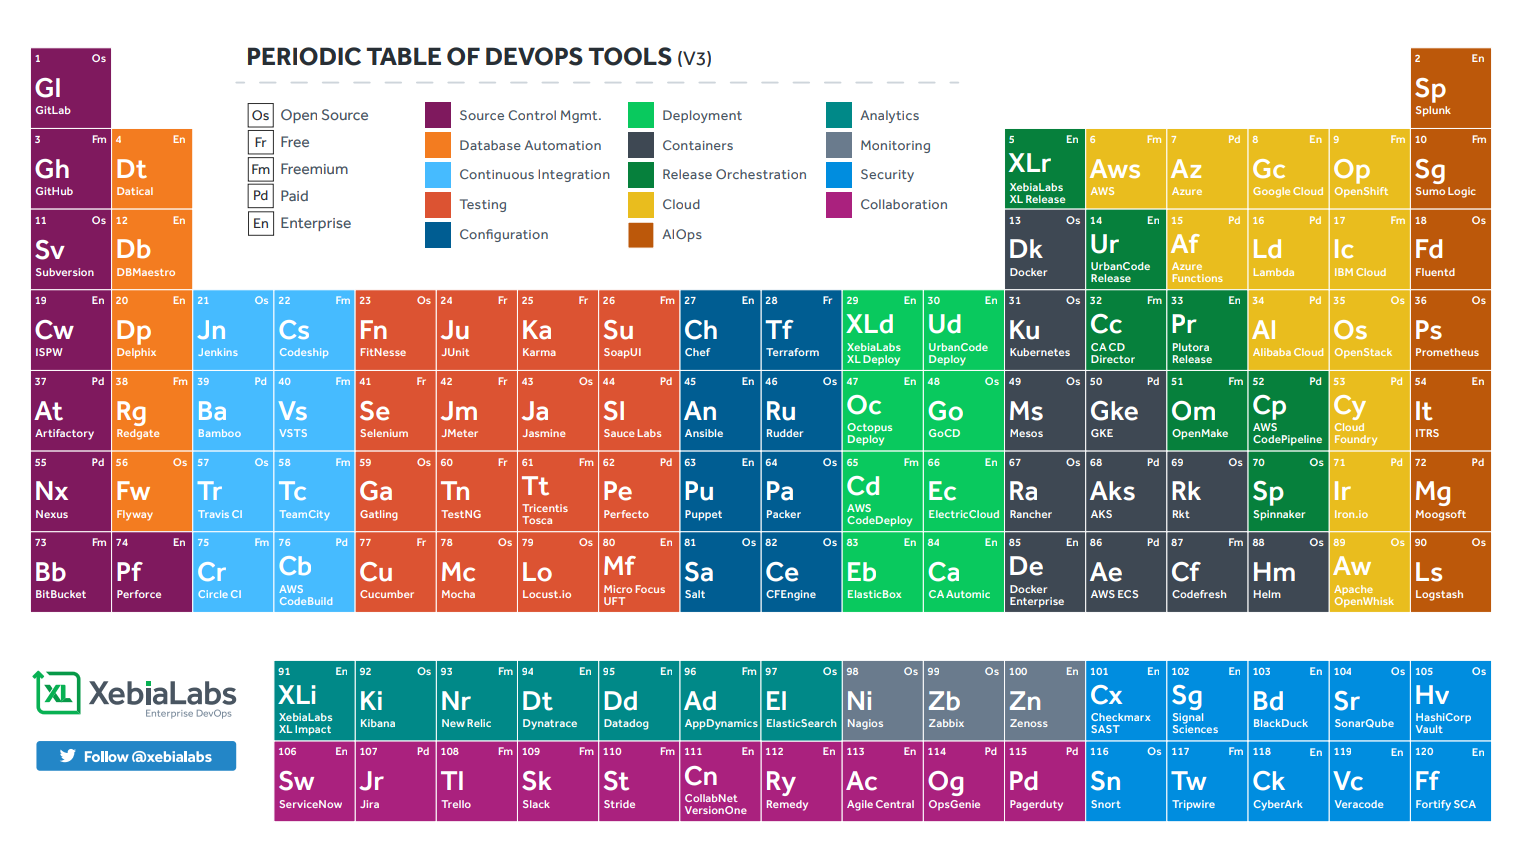 PERIODIC TABLE OF DEVOPS TOOLS (V3)
Os Open Source
Fr Free
Fm Freemium
Pd Paid
En Enterprise
Source Control Mgmt.
Database Automation
Continuous Integration
Testing
Configuration
Deployment
Containers
Release Orchestration
Cloud
AIOps
Analytics
Monitoring
Security
Collaboration
1 Os
Gl
GitLab
2 En
Sp
Splunk
3 Fm
Gh
GitHub
4 En
Dt
Datical
5 En
XLr
XebiaLabs
XL Release
6 Fm
Aws
AWS
7 Pd
Az
Azure
8 En
Gc
Google Cloud
9 Fm
Op
OpenShift
10 Fm
Sg
Sumo Logic
11 Os
Sv
Subversion
12 En
Db
DBMaestro
13 Os
Dk
Docker
14 En
Ur
UrbanCode
Release
15 Pd
Af
Azure
Functions
16 Pd
Ld
Lambda
17 Fm
Ic
IBM Cloud
18 Os
Fd
Fluentd
19 En
Cw
ISPW
20 En
Dp
Delphix
21 Os
Jn
Jenkins
22 Fm
Cs
Codeship
23 Os
Fn
FitNesse
24 Fr
Ju
JUnit
25 Fr
Ka
Karma
26 Fm
Su
SoapUI
27 En
Ch
Chef
28 Fr
Tf
Terraform
29 En
XLd
XebiaLabs
XL Deploy
30 En
Ud
UrbanCode
Deploy
31 Os
Ku
Kubernetes
32 Fm
Cc
CA CD
Director
33 En
Pr
Plutora
Release
34 Pd
Al
Alibaba Cloud
35 Os
Os
OpenStack
36 Os
Ps
Prometheus
37 Pd
At
Artifactory
38 Fm
Rg
Redgate
39 Pd
Ba
Bamboo
40 Fm
Vs
VSTS
41 Fr
Se
Selenium
42 Fr
Jm
JMeter
43 Os
Ja
Jasmine
44 Pd
Sl
Sauce Labs
45 En
An
Ansible
46 Os
Ru
Rudder
47 En
Oc
Octopus
Deploy
48 Os
Go
GoCD
49 Os
Ms
Mesos
50 Pd
Gke
GKE
51 Fm
Om
OpenMake
52 Pd
Cp
AWS
CodePipeline
53 Pd
Cy
Cloud
Foundry
54 En
It
ITRS
55 Pd
Nx
Nexus
56 Os
Fw
Flyway
57 Os
Tr
Travis CI
58 Fm
Tc
TeamCity
59 Os
Ga
Gatling
60 Fr
Tn
TestNG
61 Fm
Tt
Tricentis
Tosca
62 Pd
Pe
Perfecto
63 En
Pu
Puppet
64 Os
Pa
Packer
65 Fm
Cd
AWS
CodeDeploy
66 En
Ec
ElectricCloud
67 Os
Ra
Rancher
68 Pd
Aks
AKS
69 Os
Rk
Rkt
70 Os
Sp
Spinnaker
71 Pd
Ir
Iron.io
72 Pd
Mg
Moogsoft
73 Fm
Bb
BitBucket
74 En
Pf
Perforce
75 Fm
Cr
Circle CI
76 Pd
Cb
AWS
CodeBuild
77 Fr
Cu
Cucumber
78 Os
Mc
Mocha
79 Os
Lo
Locust.io
80 En
Mf
Micro Focus
UFT
81 Os
Sa
Salt
82 Os
Ce
CFEngine
83 En
Eb
ElasticBox
84 En
Ca
CA Automic
85 En
De
Docker
Enterprise
86 Pd
Ae
AWS ECS
87 Fm
Cf
Codefresh
88 Os
Hm
Helm
89 Os
Aw
Apache
OpenWhisk
90 Os
Ls
Logstash
XL XebiaLabs
Enterprise DevOps
Follow @xebialabs
91 En
XLi
XebiaLabs
XL Impact
92 Os
Ki
Kibana
93 Fm
Nr
New Relic
94 En
Dt
Dynatrace
95 En
Dd
Datadog
96 Fm
Ad
AppDynamics
97 Os
El
ElasticSearch
98 Os
Ni
Nagios
99 Os
Zb
Zabbix
100 En
Zn
Zenoss
101 En
Cx
Checkmarx
SAST
102 En
Sg
Signal
Sciences
103 En
Bd
BlackDuck
104 Os
Sr
SonarQube
105 Os
Hv
HashiCorp
Vault
106 En
Sw
ServiceNow
107 Pd
Jr
Jira
108 Fm
Tl
Trello
109 Fm
Sk
Slack
110 Fm
St
Stride
111 En
Cn
CollabNet
VersionOne
112 En
Ry
Remedy
113 En
Ac
Agile Central
114 Pd
Og
OpsGenie
115 Pd
Pd
Pagerduty
116 Os
Sn
Snort
117 Fm
Tw
Tripwire
118 En
Ck
CyberArk
119 En
Vc
Veracode
120 En
Ff
Fortify SCA